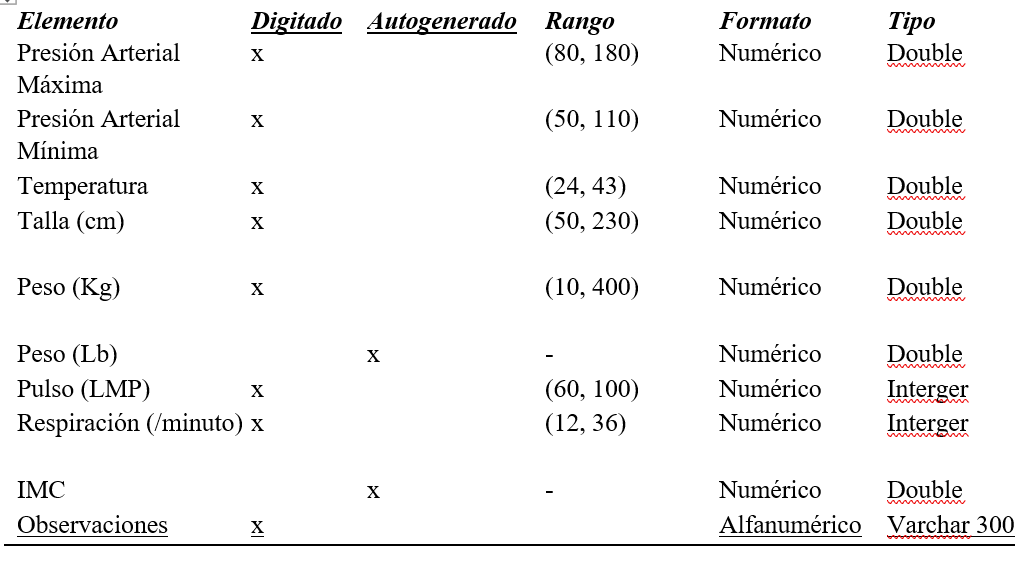 Elemento Digitado Autogenerado Rango Formato Tipo
Presión Arterial x (80, 180) Numérico Double
Máxima
Presión Arterial x (50, 110) Numérico Double
Mínima
Temperatura x (24, 43) Numérico Double
Talla (cm) x (50, 230) Numérico Double
Peso (Kg) x (10, 400) Numérico Double
Peso (Lb) x - Numérico Double
Pulso (LMP) x (60, 100) Numérico Interger
Respiración (/minuto) x (12, 36) Numérico Interger
IMC x - Numérico Double
Observaciones x Alfanumérico Varchar 300